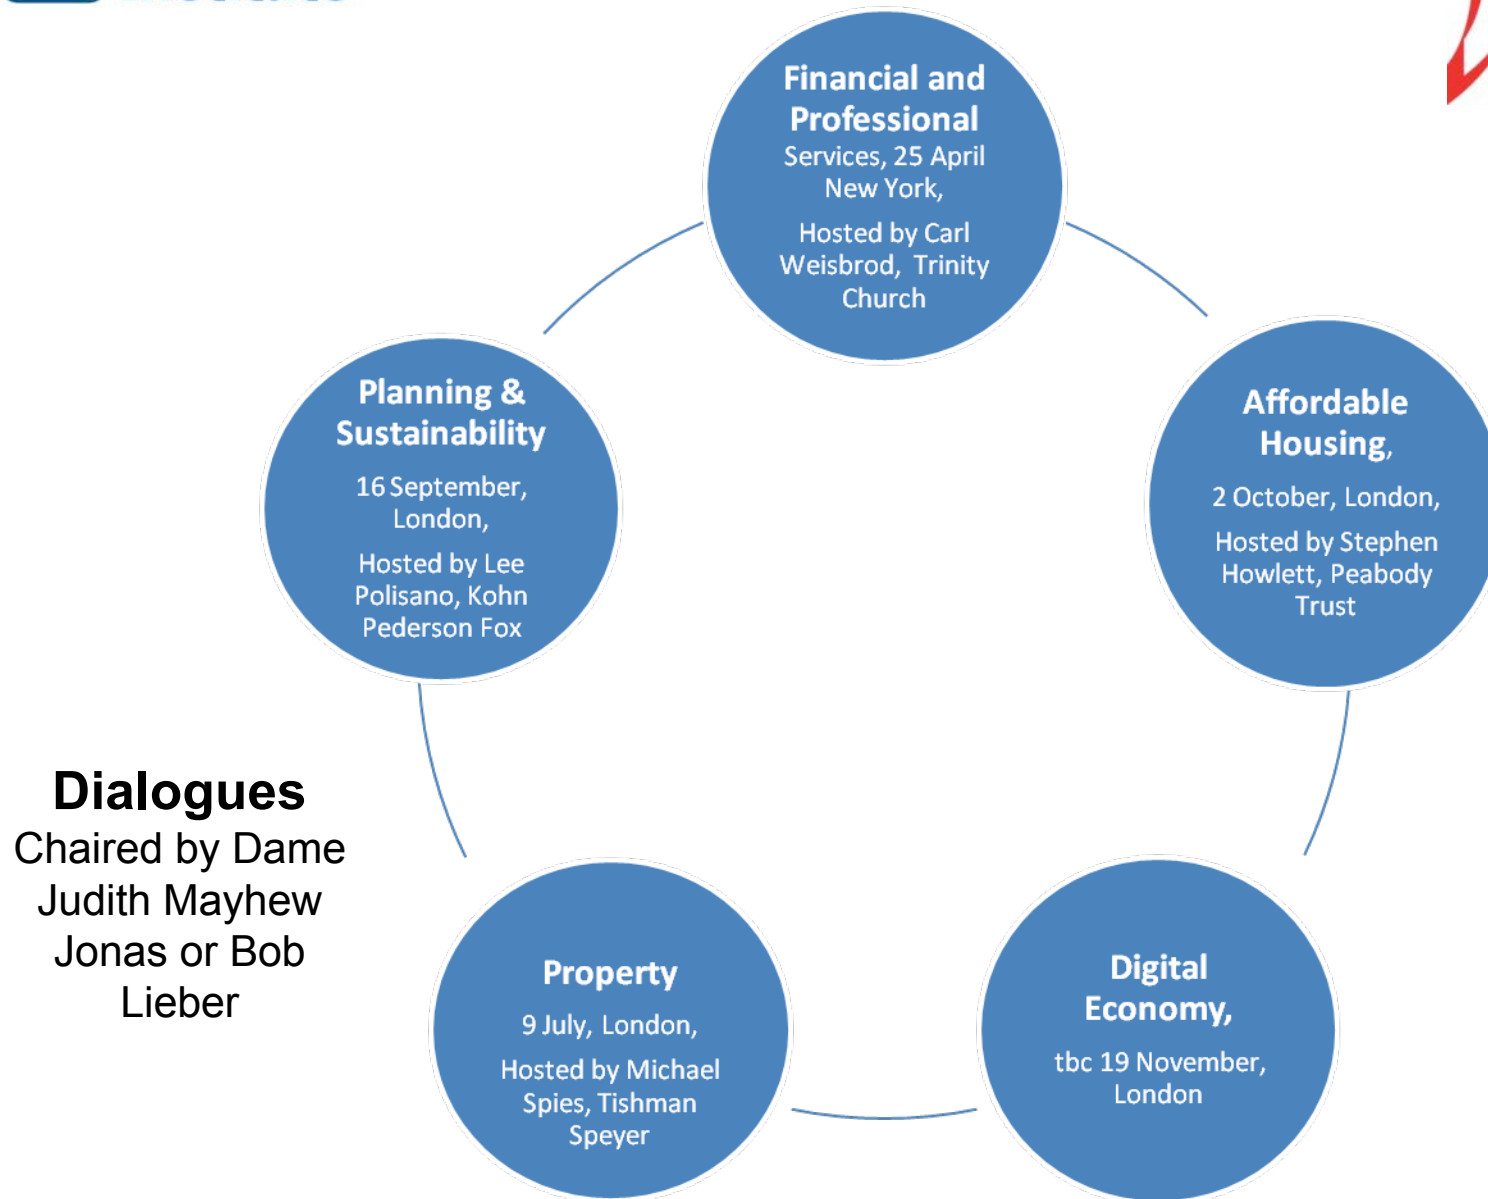 Financial and
Professional
Services, 25 April
New York,
Hosted by Carl
Weisbrod, Trinity
Church
Affordable
Housing,
2 October, London,
Hosted by Stephen
Howlett, Peabody
Trust
Digital
Economy,
tbc 19 November,
London
Property
9 July, London,
Hosted by Michael
Spies, Tishman
Speyer
Planning &
Sustainability
16 September,
London,
Hosted by Lee
Polisano, Kohn
Pederson Fox
Dialogues
Chaired by Dame
Judith Mayhew
Jonas or Bob
Lieber